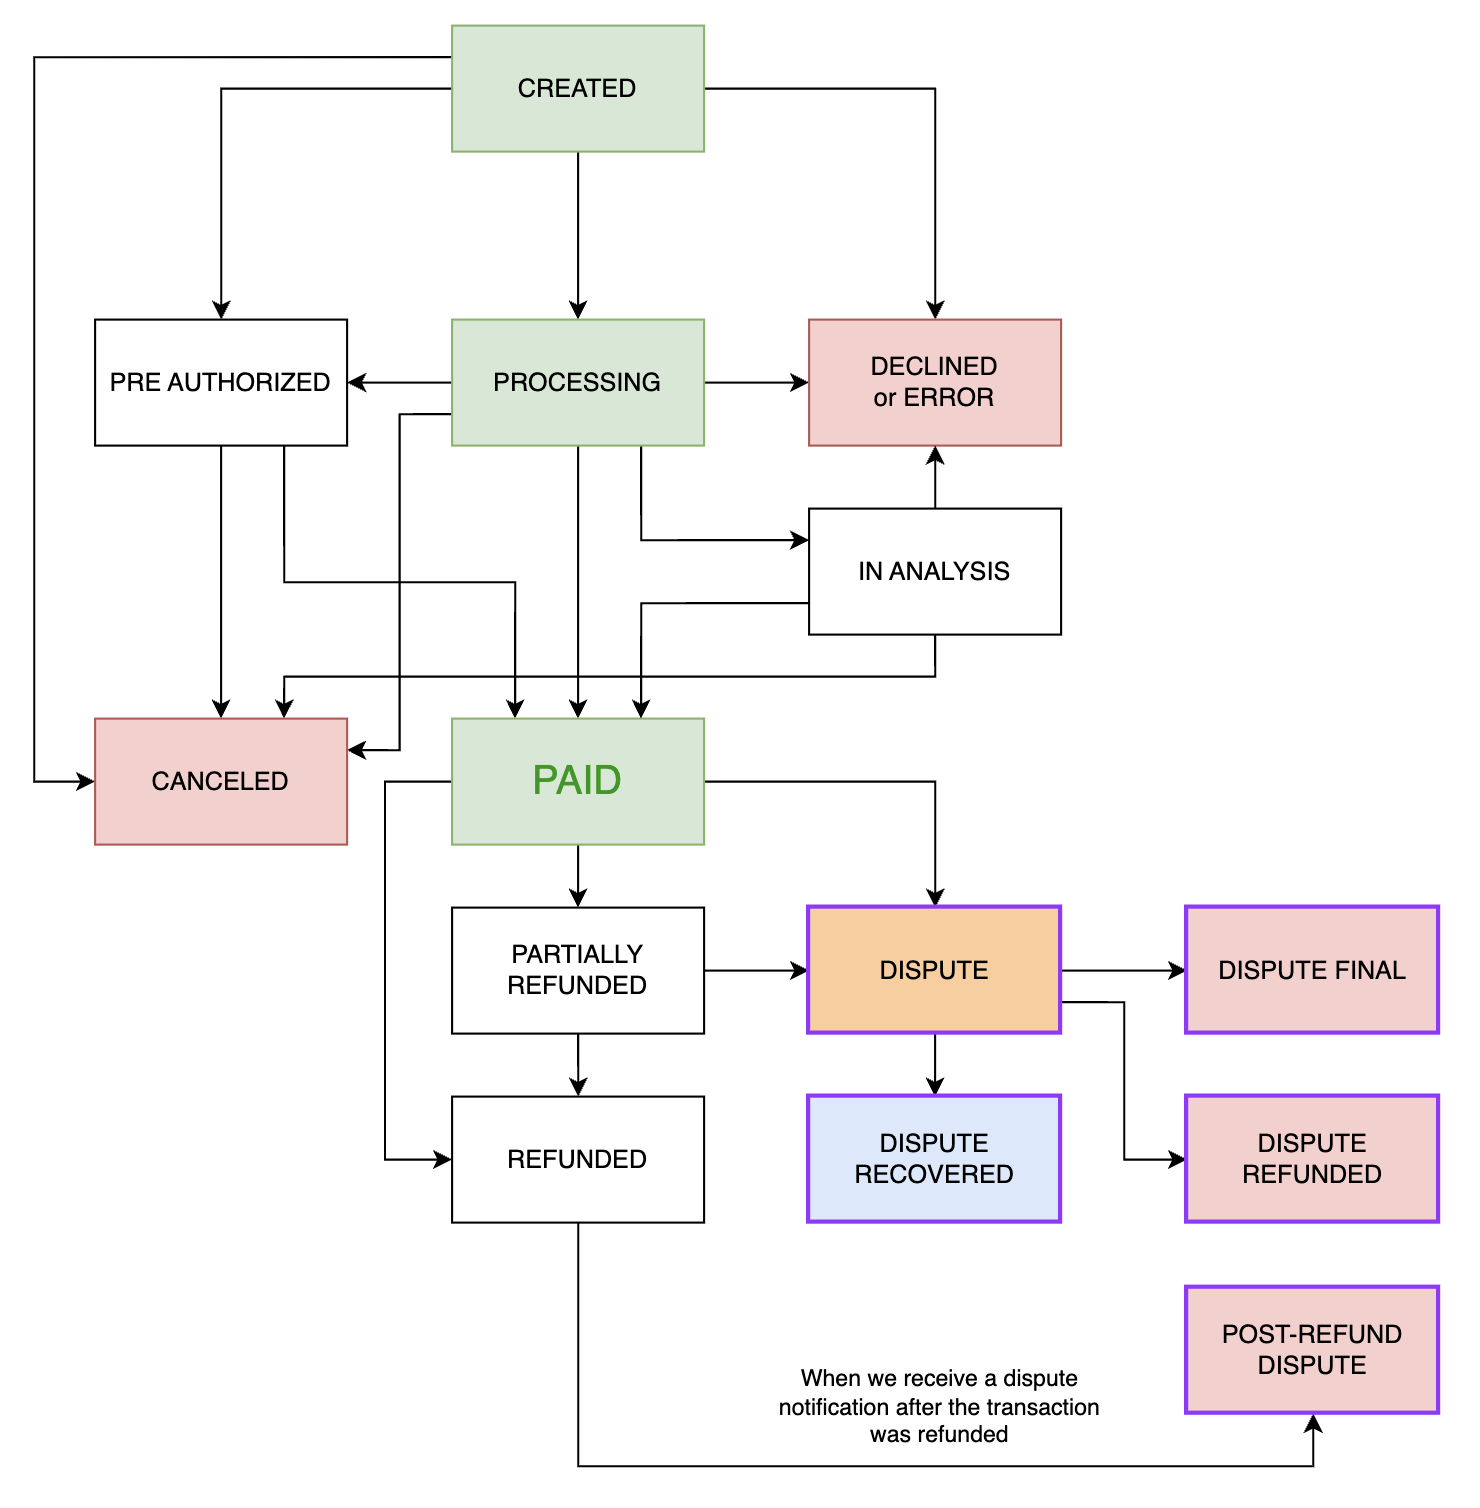 CREATED
PRE AUTHORIZED
PROCESSING
DECLINED
or ERROR
IN ANALYSIS
CANCELED
PAID
PARTIALLY
REFUNDED
DISPUTE
DISPUTE FINAL
REFUNDED
DISPUTE
RECOVERED
DISPUTE
REFUNDED
POST-REFUND
DISPUTE
When we receive a dispute
notification after the transaction
was refunded